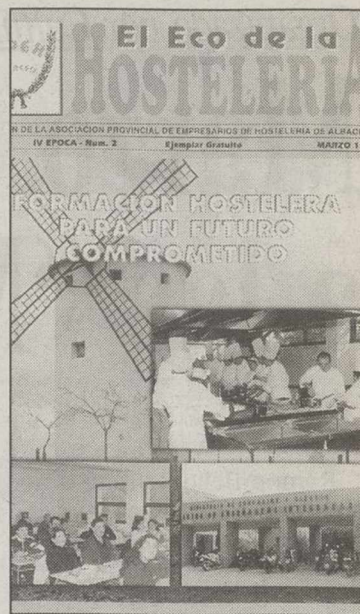 El Eco de la
HOSTELERIA
N DE LA ASOCIACION PROVINCIAL DE EMPRESARIOS DE HOSTELERIA DE ALBAC
IV EPOCA - Num. 2 Ejemplar Gratuito MARZO 1
FORMACION HOSTELERA
PARA UN FUTURO
COMPROMETIDO